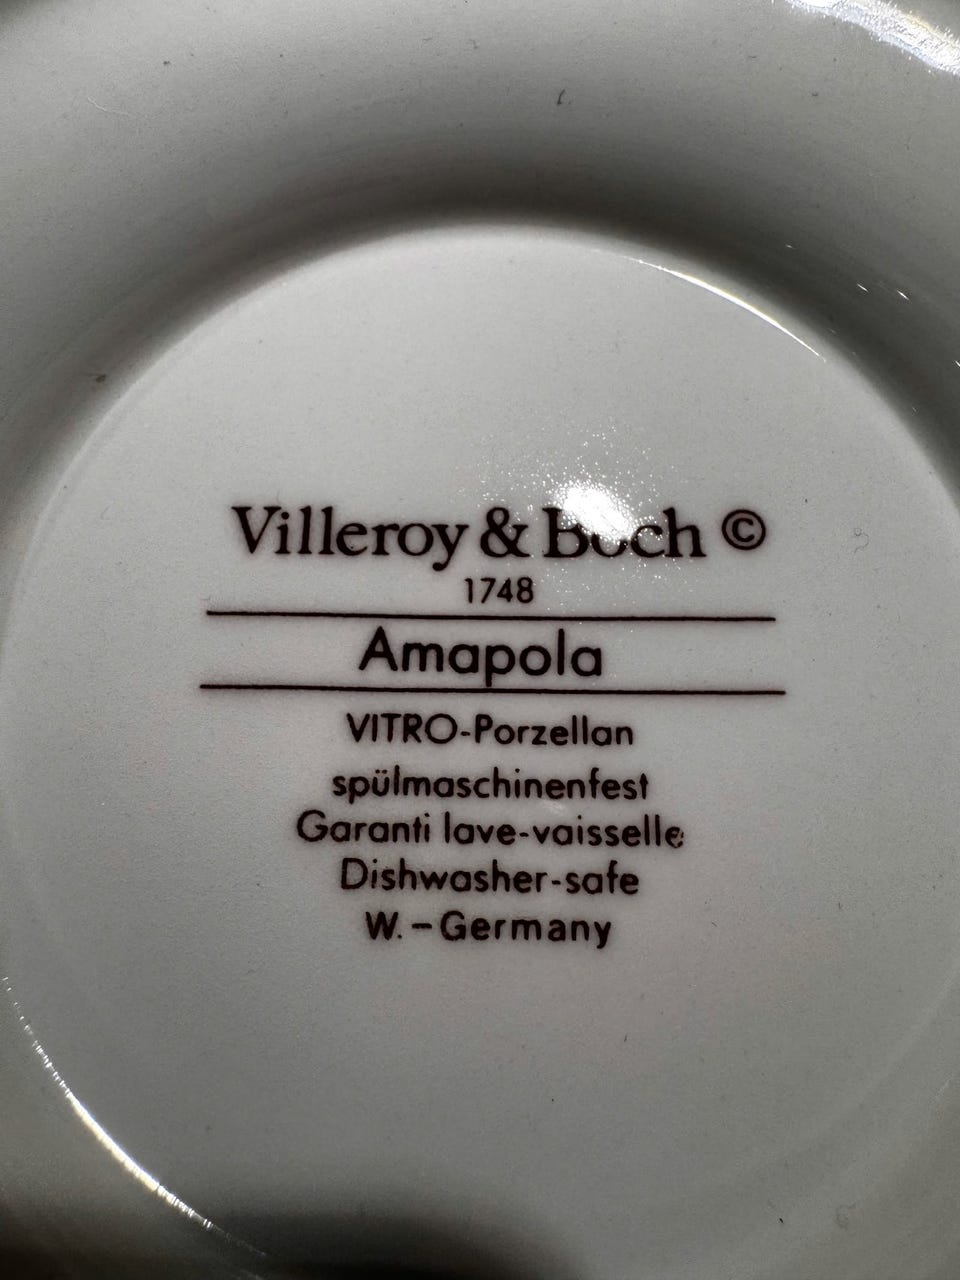 Villeroy & Boch ©
1748
Amapola
VITRO-Porzellan
spülmaschinenfest
Garanti lave-vaisselle
Dishwasher-safe
W.-Germany